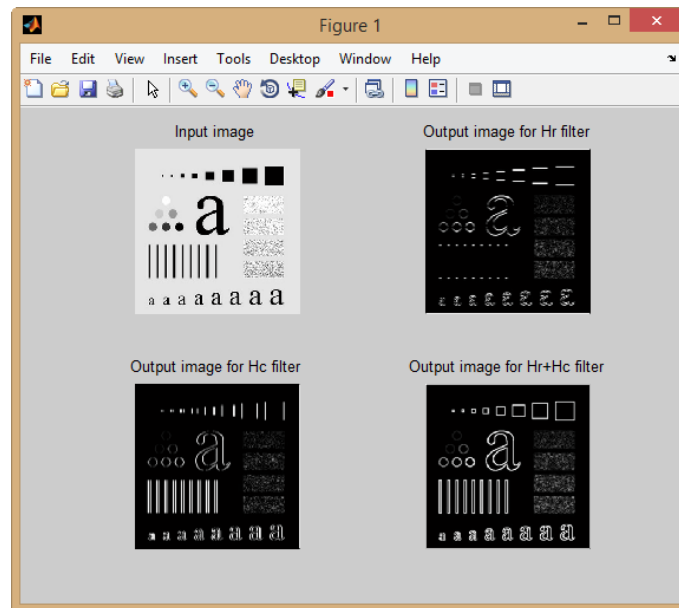 Figure 1
File Edit View Insert Tools Desktop Window Help
Input image
Output image for Hr filter
a
a
a a a a a a a a
a a a a a a a a
Output image for Hc filter
Output image for Hr+Hc filter
a
a
a a a a a a a a
a a a a a a a a